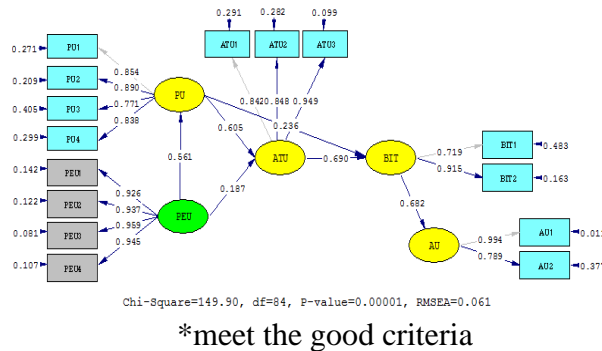 0.291 0.282 0.099
ATU1 ATU2 ATU3
0.271 PU1
0.209 PU2
0.405 PU3
0.299 PU4
0.854
0.890
0.771
0.838
PU
0.842 0.848 0.949
0.236
0.605
ATU
0.690
BIT
0.719
0.915
BIT1 0.483
BIT2 0.163
0.561
0.187
0.142 PEU1
0.122 PEU2
0.081 PEU3
0.107 PEU4
0.926
0.937
0.959
0.945
PEU
0.682
AU
0.994
0.789
AU1 0.01
AU2 0.37
Chi-Square=149.90, df=84, P-value=0.00001, RMSEA=0.061
*meet the good criteria